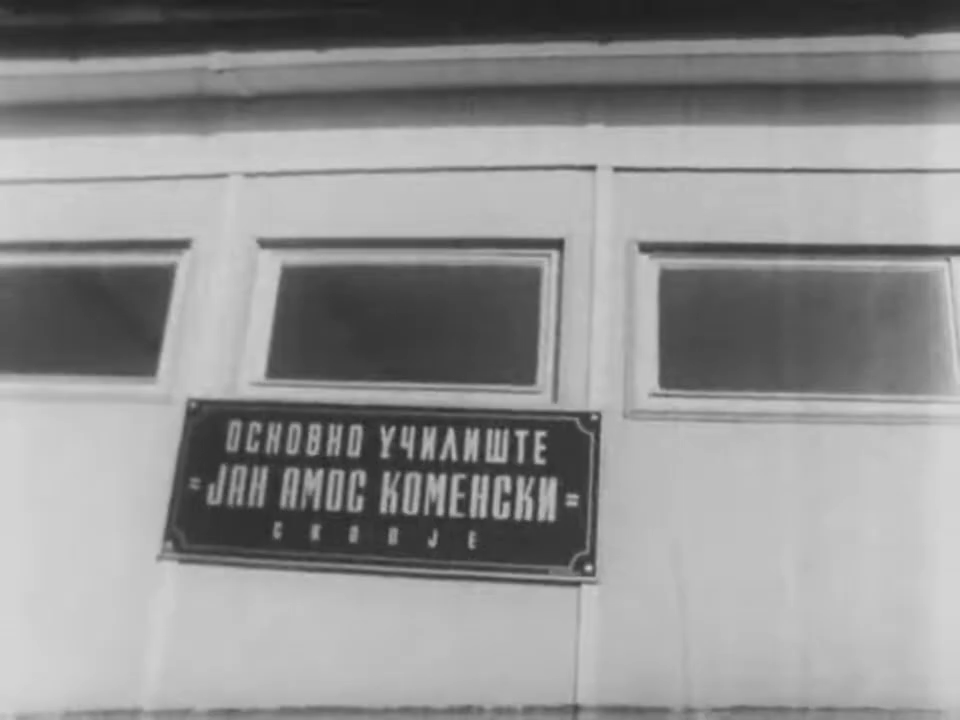 ОСНОВНО УЧИЛИШТЕ
=ЈАН АМОС КОМЕНСКИ=
СКОПЈЕ